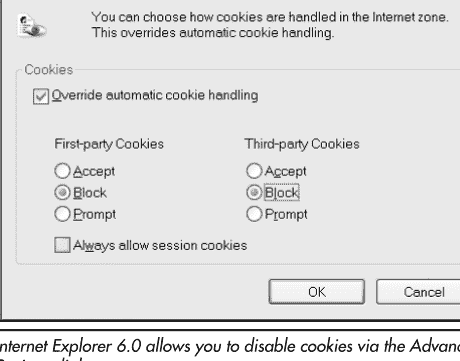 You can choose how cookies are handled in the Internet zone.
This overrides automatic cookie handling.
Cookies
Override automatic cookie handling
First-party Cookies Third-party Cookies
Accept Accept
Block Block
Prompt Prompt
Always allow session cookies
OK Cancel
nternet Explorer 6.0 allows you to disable cookies via the Advanc